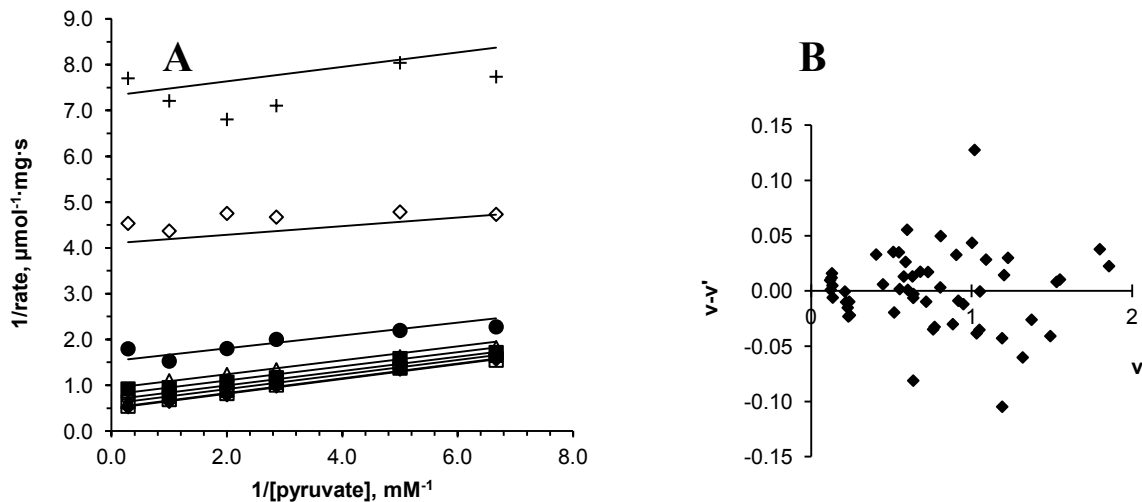 A
9.0
8.0
7.0
6.0
5.0
4.0
3.0
2.0
1.0
0.0
0.0 2.0 4.0 6.0 8.0
1/[pyruvate], mM⁻¹
1/rate, µmol⁻¹·mg·s
B
0.15
0.10
0.05
0.00
-0.05
-0.10
-0.15
0 1 2
v
v-v'